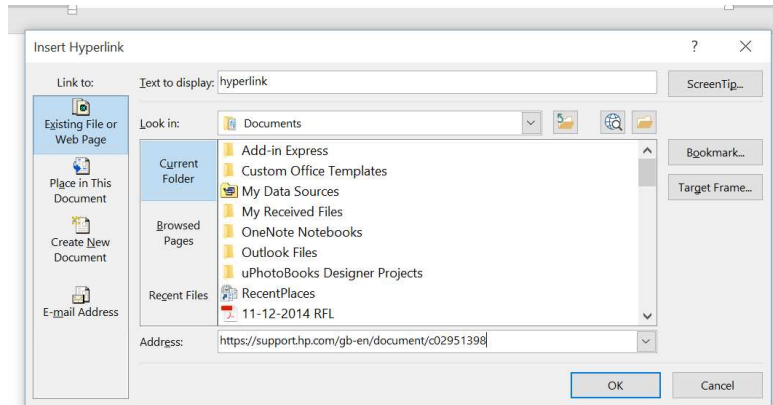 Insert Hyperlink
?
Link to:
Text to display:
hyperlink
ScreenTip...
Existing File or
Web Page
Look in:
Documents
Current
Folder
Add-in Express
Custom Office Templates
My Data Sources
My Received Files
OneNote Notebooks
Outlook Files
uPhotoBooks Designer Projects
RecentPlaces
11-12-2014 RFL
Bookmark...
Target Frame...
Place in This
Document
Browsed
Pages
Create New
Document
Recent Files
E-mail Address
Address:
https://support.hp.com/gb-en/document/c02951398
OK
Cancel